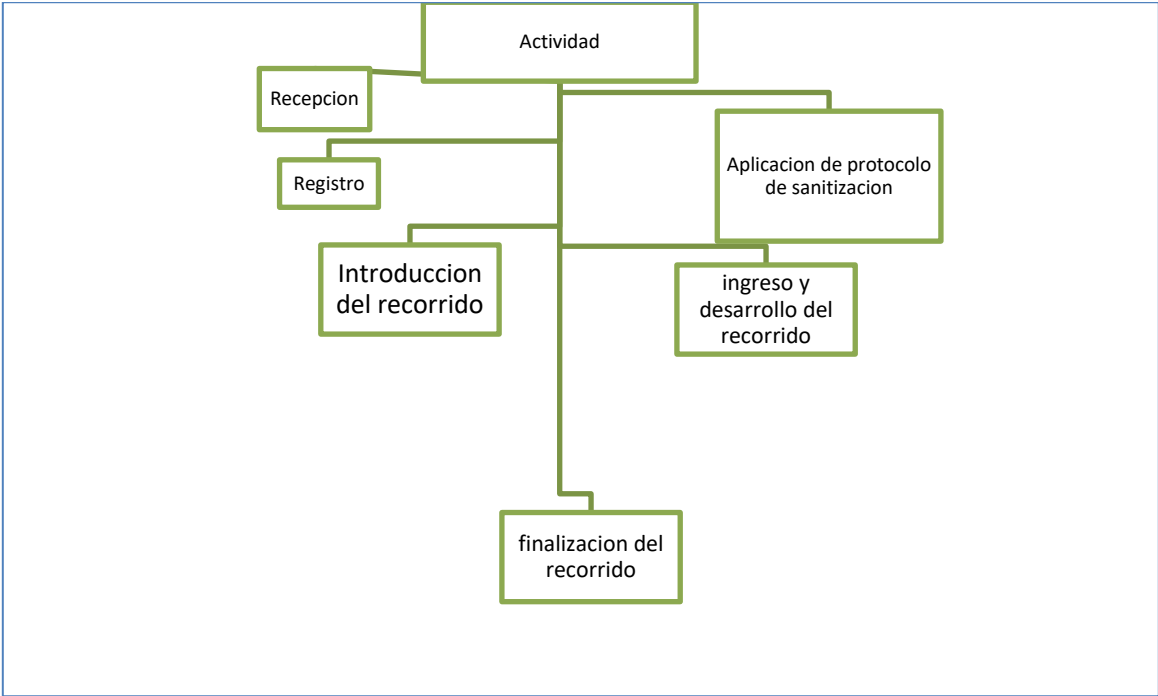 Actividad
Recepcion
Aplicacion de protocolo
de sanitizacion
Registro
Introduccion
del recorrido
ingreso y
desarrollo del
recorrido
finalizacion del
recorrido